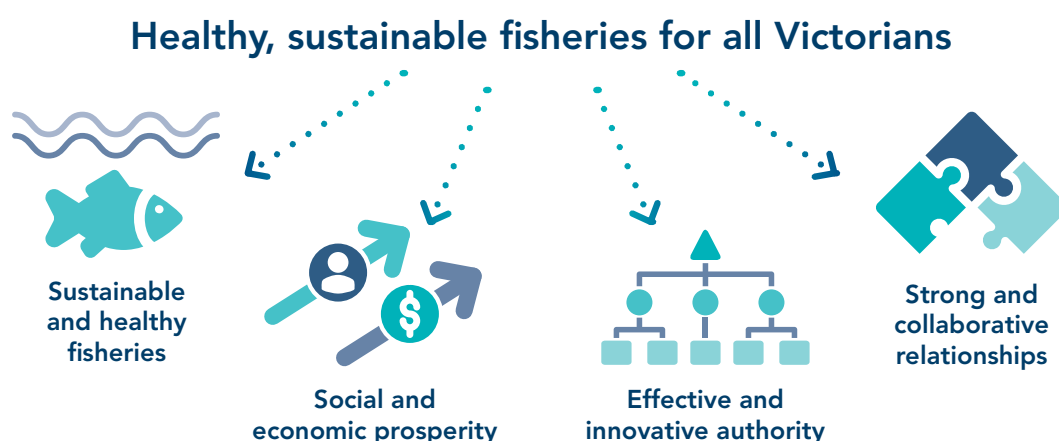 Healthy, sustainable fisheries for all Victorians
Sustainable
and healthy
fisheries
Social and
economic prosperity
$
Effective and
innovative authority
Strong and
collaborative
relationships